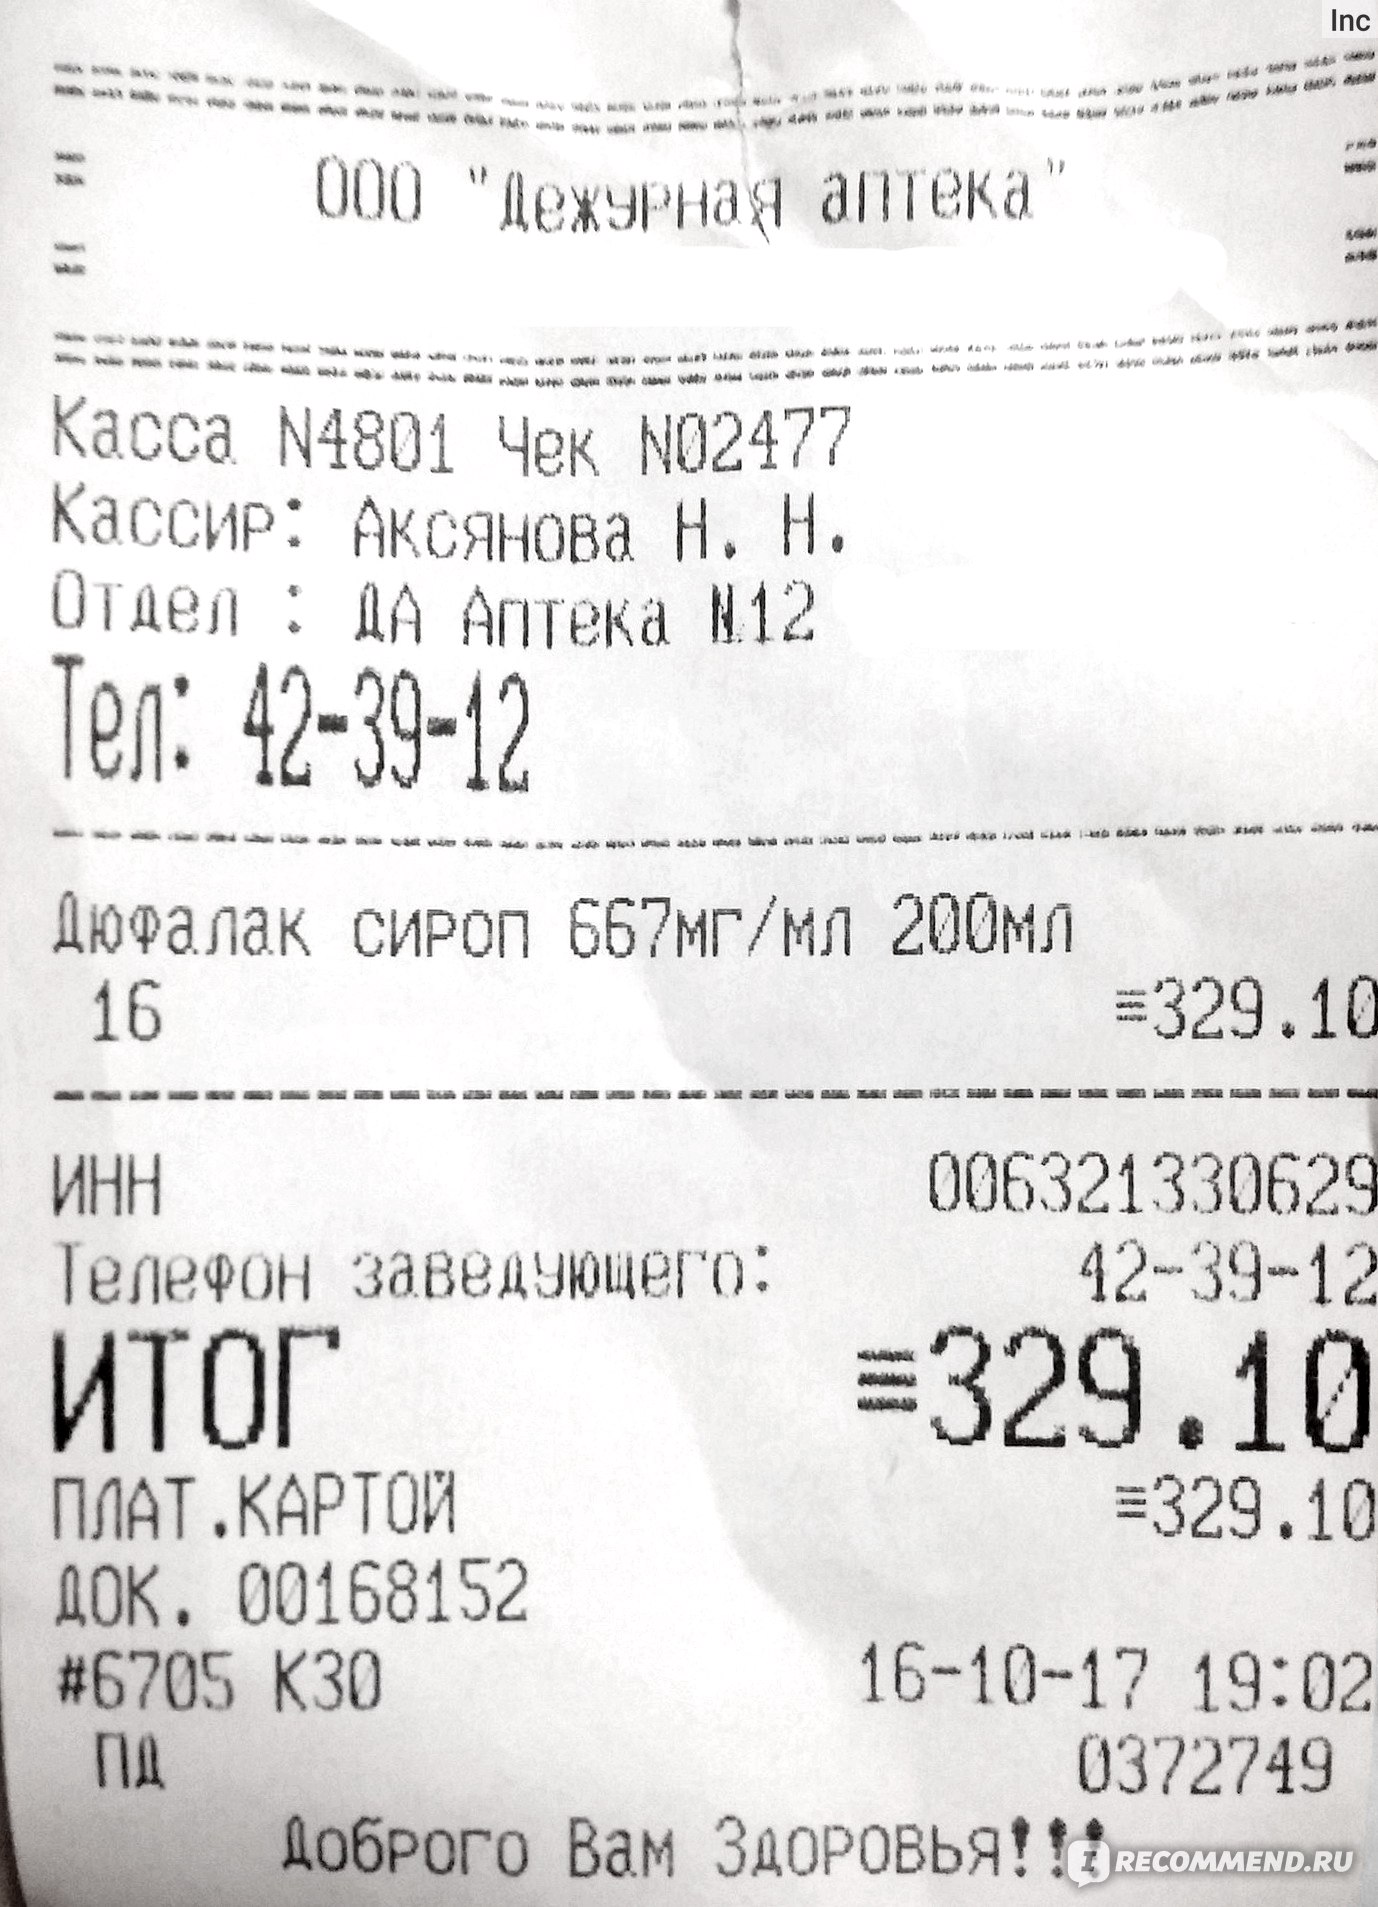 Inc
ООО "Дежурная аптека"
Касса N4801 Чек N02477
Кассир: Аксянова Н. Н.
Отдел : ДА Аптека N12
Тел: 42-39-12
Дюфалак сироп 667мг/мл 200мл
16 ≡329.10
ИНН 006321330629
Телефон заведующего: 42-39-12
ИТОГ ≡329.10
ПЛАТ.КАРТОЙ ≡329.10
ДОК. 00168152
#6705 К30 16-10-17 19:02
ПД 0372749
Доброго Вам Здоровья!!!
IRECOMMEND.RU